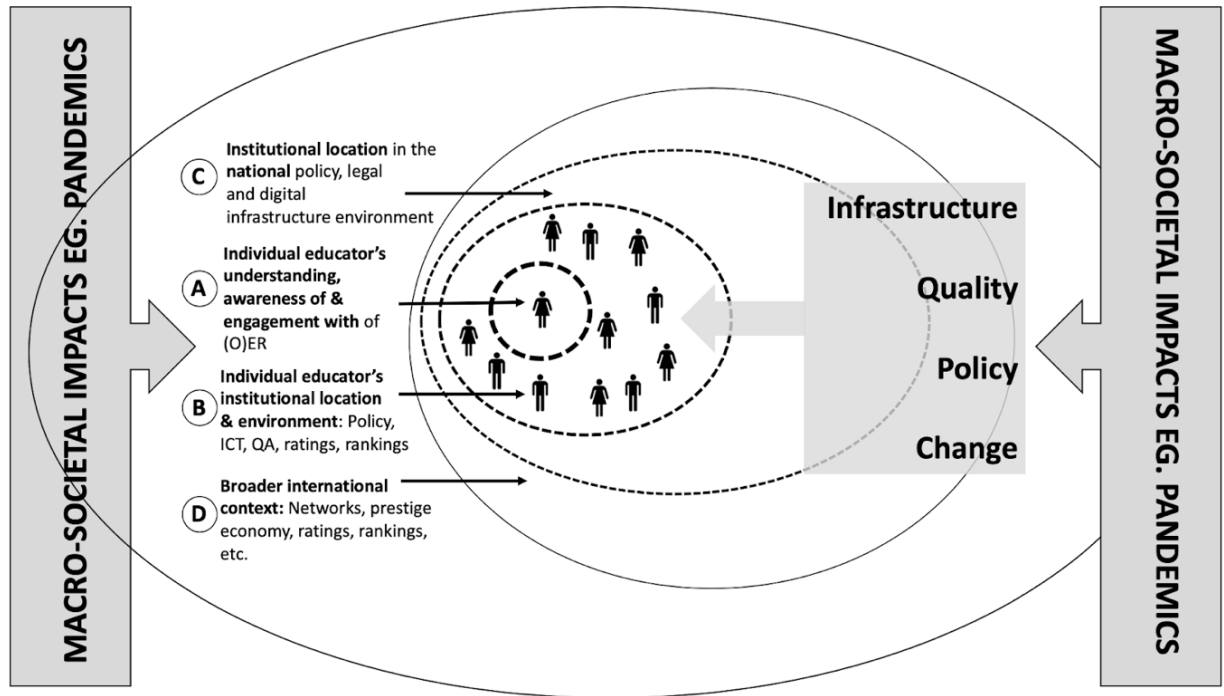 MACRO-SOCIETAL IMPACTS EG. PANDEMICS
C
Institutional location in the
national policy, legal
and digital
infrastructure environment
A
Individual educator's
understanding,
awareness of &
engagement with of
(O)ER
B
Individual educator's
institutional location
& environment: Policy,
ICT, QA, ratings, rankings
D
Broader international
context: Networks, prestige
economy, ratings, rankings,
etc.
Infrastructure
Quality
Policy
Change
MACRO-SOCIETAL IMPACTS EG. PANDEMICS